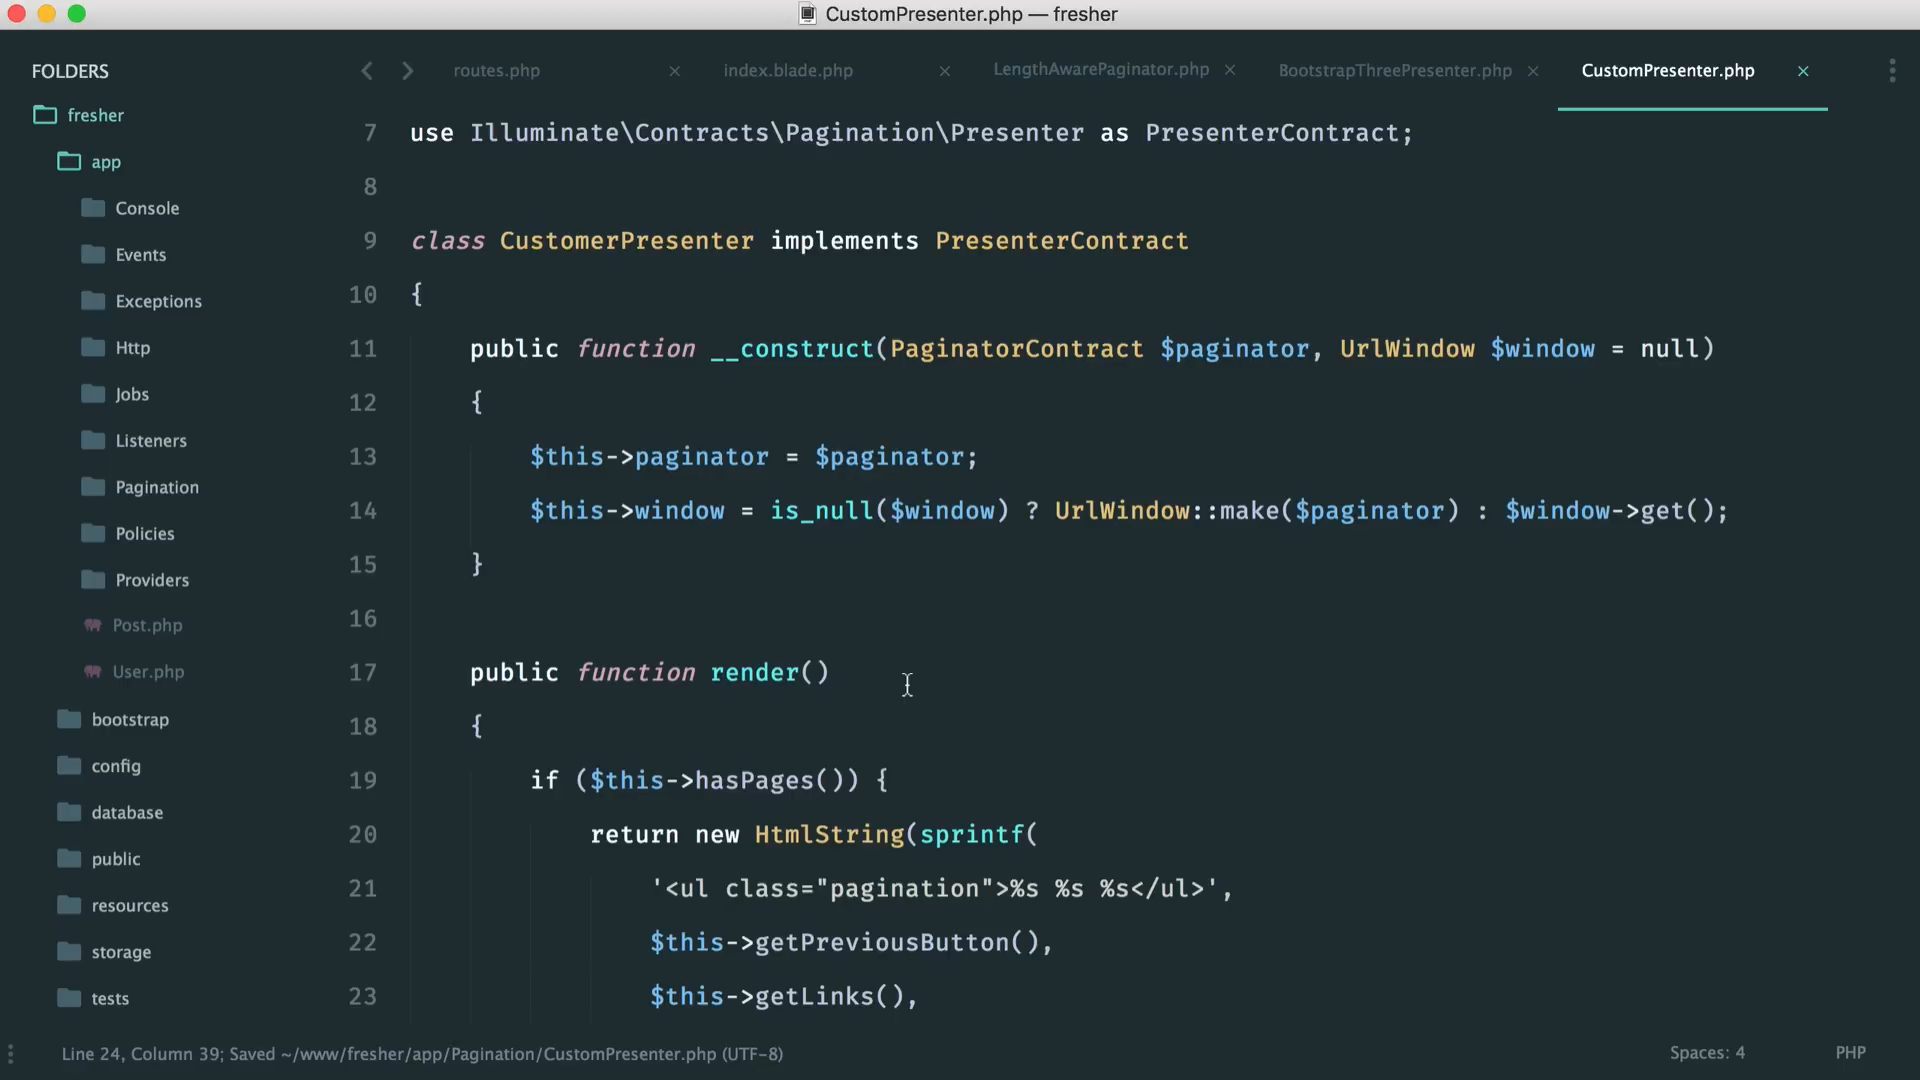 CustomPresenter.php — fresher
FOLDERS
fresher
app
Console
Events
Exceptions
Http
Jobs
Listeners
Pagination
Policies
Providers
Post.php
User.php
bootstrap
config
database
public
resources
storage
tests
routes.php
index.blade.php
LengthAwarePaginator.php
BootstrapThreePresenter.php
CustomPresenter.php
7 use Illuminate\Contracts\Pagination\Presenter as PresenterContract;
8
9 class CustomerPresenter implements PresenterContract
10 {
11 public function __construct(PaginatorContract $paginator, UrlWindow $window = null)
12 {
13 $this->paginator = $paginator;
14 $this->window = is_null($window) ? UrlWindow::make($paginator) : $window->get();
15 }
16
17 public function render()
18 {
19 if ($this->hasPages()) {
20 return new HtmlString(sprintf(
21 '<ul class="pagination">%s %s %s</ul>',
22 $this->getPreviousButton(),
23 $this->getLinks(),
Line 24, Column 39; Saved ~/www/fresher/app/Pagination/CustomPresenter.php (UTF-8)
Spaces: 4
PHP